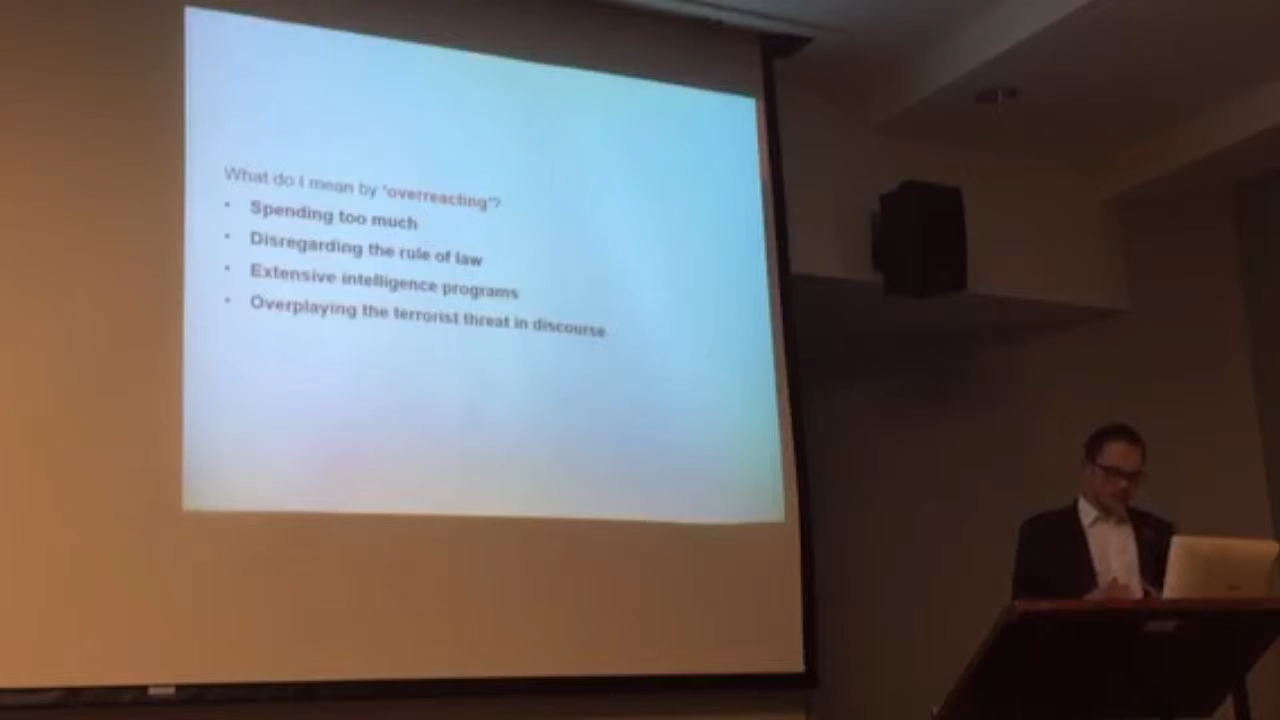 What do I mean by 'overreacting'?
• Spending too much
• Disregarding the rule of law
• Extensive intelligence programs
• Overplaying the terrorist threat in discourse